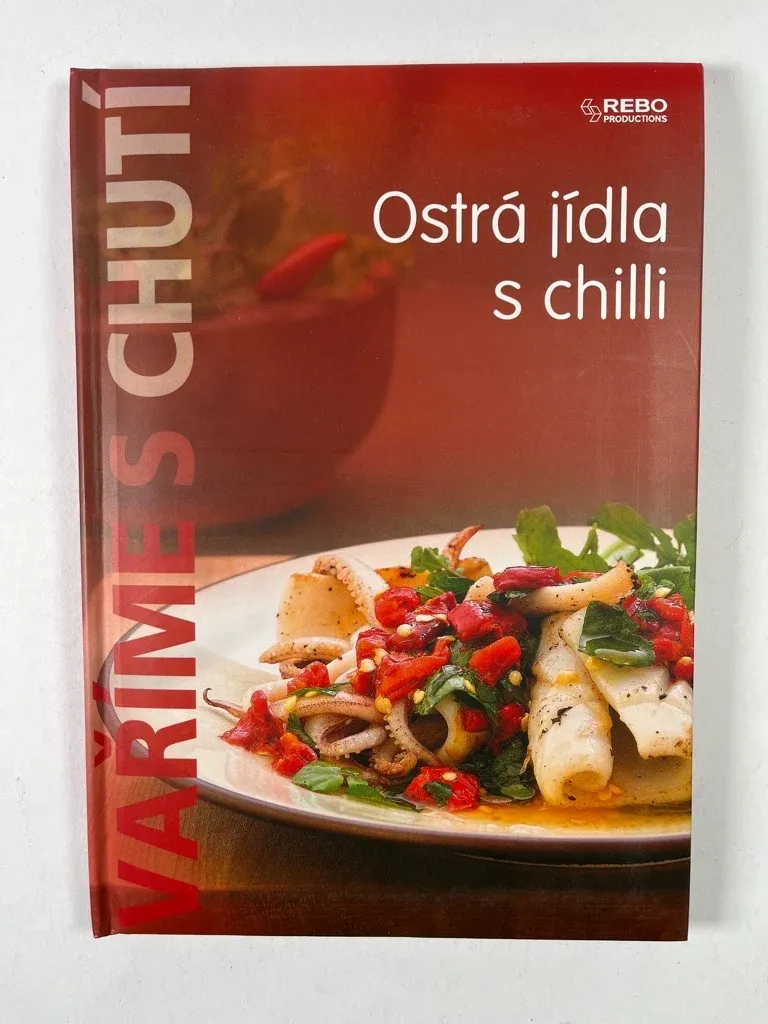 REBO
PRODUCTIONS
Ostrá jídla
s chilli
VAŘÍME S CHUTÍ